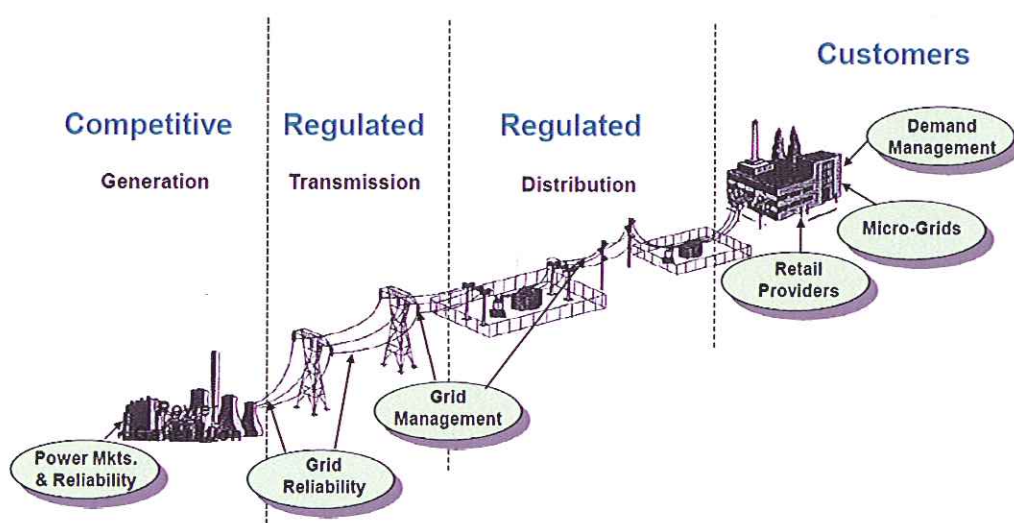 Customers
Competitive
Regulated
Regulated
Generation
Transmission
Distribution
Demand
Management
Micro-Grids
Retail
Providers
Grid
Management
Power Mkts.
& Reliability
Grid
Reliability